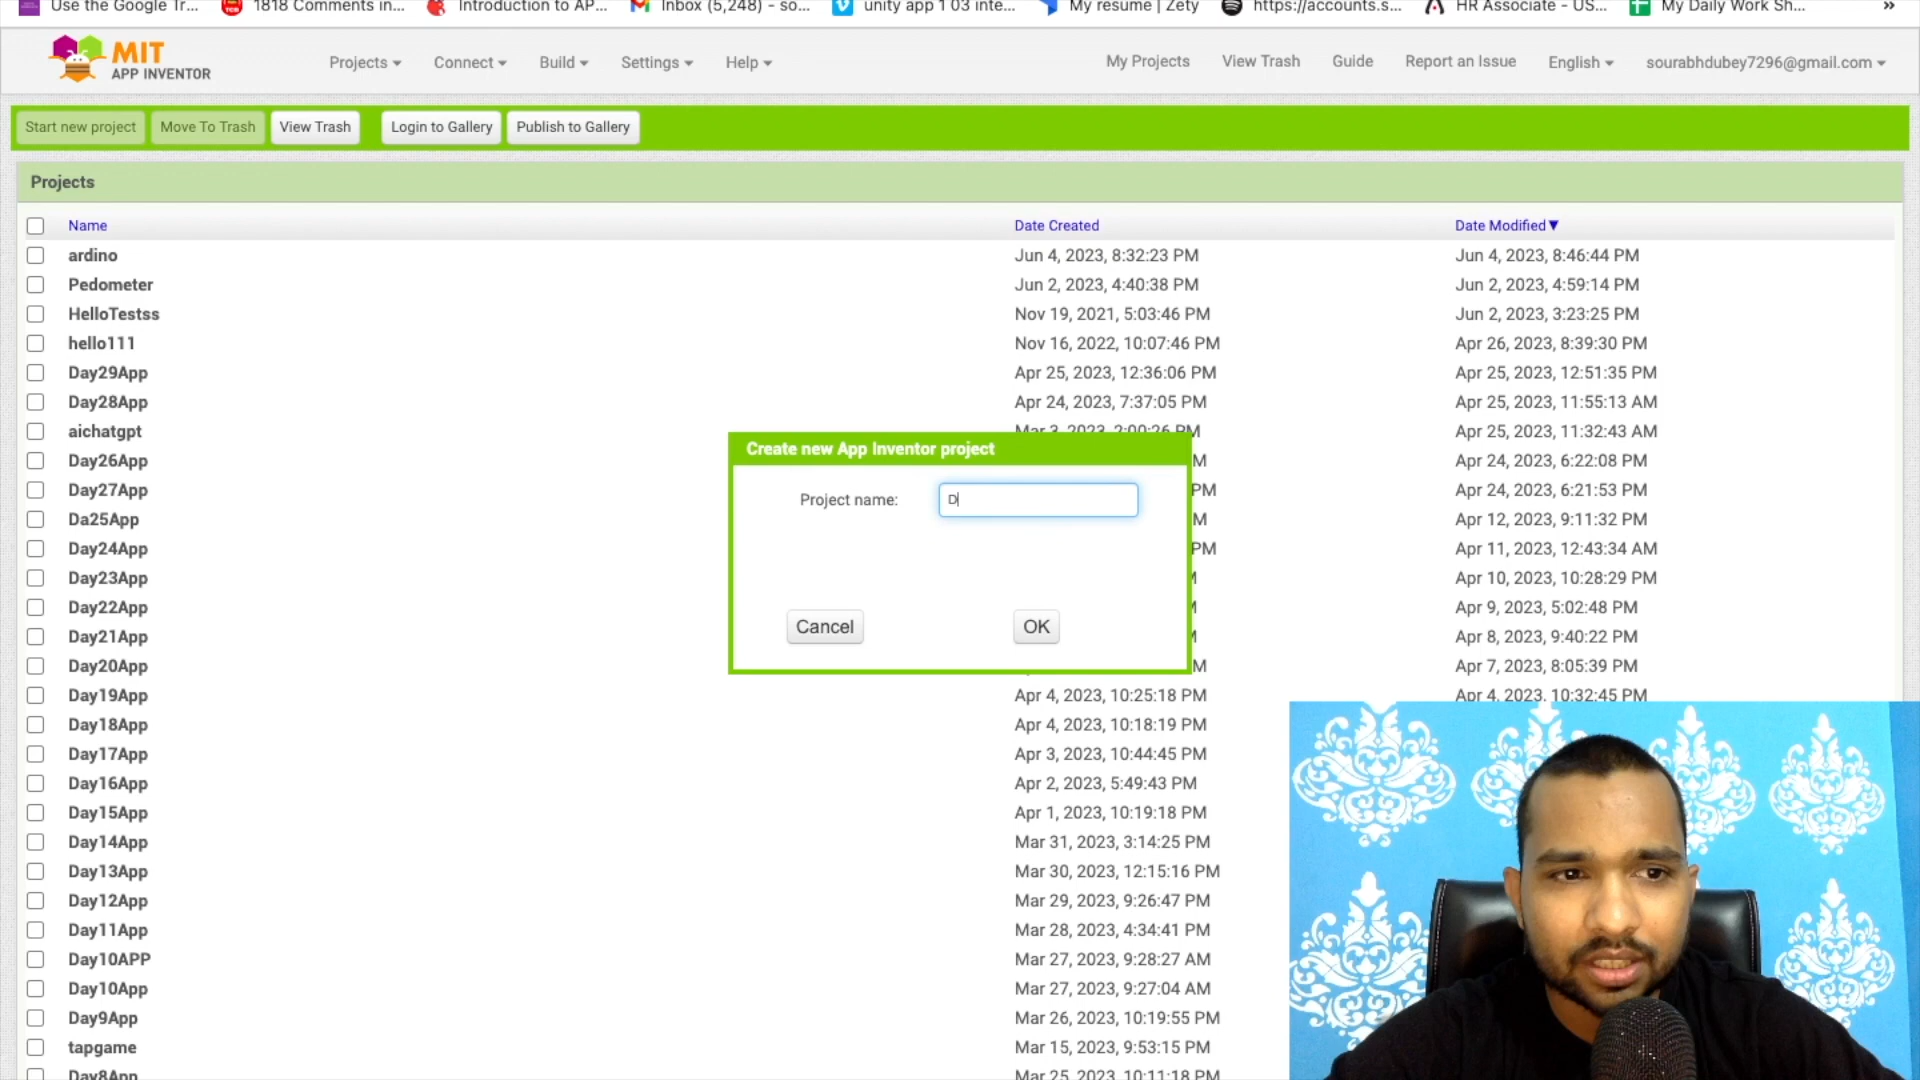 Use the Google Tr... 1818 Comments in... Introduction to AP... Inbox (5,248) - so... unity app 1 03 inte... My resume | Zety https://accounts.s... HR Associate - US... My Daily Work Sh... »
MIT
APP INVENTOR
Projects Connect Build Settings Help My Projects View Trash Guide Report an Issue English sourabhdubey7296@gmail.com
Start new project Move To Trash View Trash Login to Gallery Publish to Gallery
Projects
Name Date Created Date Modified
ardino Jun 4, 2023, 8:32:23 PM Jun 4, 2023, 8:46:44 PM
Pedometer Jun 2, 2023, 4:40:38 PM Jun 2, 2023, 4:59:14 PM
HelloTestss Nov 19, 2021, 5:03:46 PM Jun 2, 2023, 3:23:25 PM
hello111 Nov 16, 2022, 10:07:46 PM Apr 26, 2023, 8:39:30 PM
Day29App Apr 25, 2023, 12:36:06 PM Apr 25, 2023, 12:51:35 PM
Day28App Apr 24, 2023, 7:37:05 PM Apr 25, 2023, 11:55:13 AM
aichatgpt Mar 3, 2023, 2:00:26 PM Apr 25, 2023, 11:32:43 AM
Create new App Inventor project
Day26App M Apr 24, 2023, 6:22:08 PM
Day27App PM Apr 24, 2023, 6:21:53 PM
Project name: D
Da25App M Apr 12, 2023, 9:11:32 PM
Day24App PM Apr 11, 2023, 12:43:34 AM
Day23App Apr 10, 2023, 10:28:29 PM
Day22App Apr 9, 2023, 5:02:48 PM
Cancel OK
Day21App Apr 8, 2023, 9:40:22 PM
Day20App M Apr 7, 2023, 8:05:39 PM
Day19App Apr 4, 2023, 10:25:18 PM Apr 4, 2023, 10:32:45 PM
Day18App Apr 4, 2023, 10:18:19 PM
Day17App Apr 3, 2023, 10:44:45 PM
Day16App Apr 2, 2023, 5:49:43 PM
Day15App Apr 1, 2023, 10:19:18 PM
Day14App Mar 31, 2023, 3:14:25 PM
Day13App Mar 30, 2023, 12:15:16 PM
Day12App Mar 29, 2023, 9:26:47 PM
Day11App Mar 28, 2023, 4:34:41 PM
Day10APP Mar 27, 2023, 9:28:27 AM
Day10App Mar 27, 2023, 9:27:04 AM
Day9App Mar 26, 2023, 10:19:55 PM
tapgame Mar 15, 2023, 9:53:15 PM
Day8App Mar 25, 2023, 10:11:18 PM